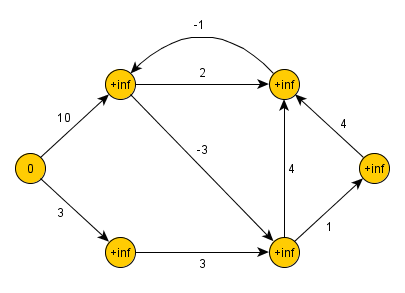 -1
+inf 2 +inf
10 -3 4
0 4 +inf
3 1
+inf 3 +inf